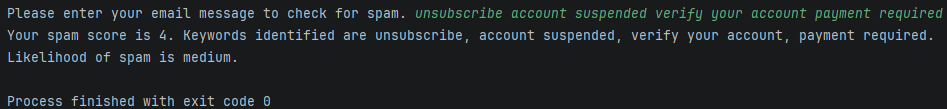 Please enter your email message to check for spam. unsubscribe account suspended verify your account payment required
Your spam score is 4. Keywords identified are unsubscribe, account suspended, verify your account, payment required.
Likelihood of spam is medium.
Process finished with exit code 0